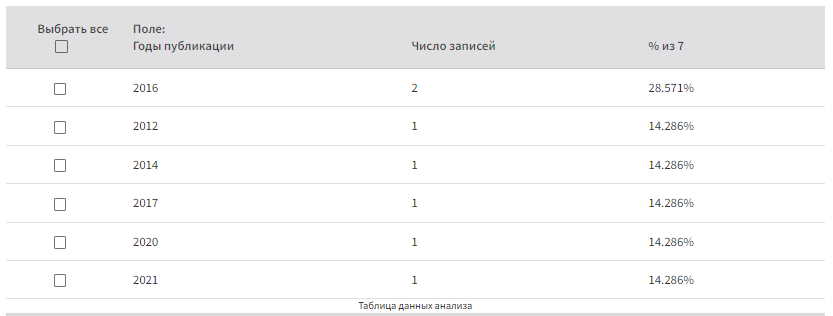 Выбрать все Поле:
Годы публикации Число записей % из 7
2016 2 28.571%
2012 1 14.286%
2014 1 14.286%
2017 1 14.286%
2020 1 14.286%
2021 1 14.286%
Таблица данных анализа